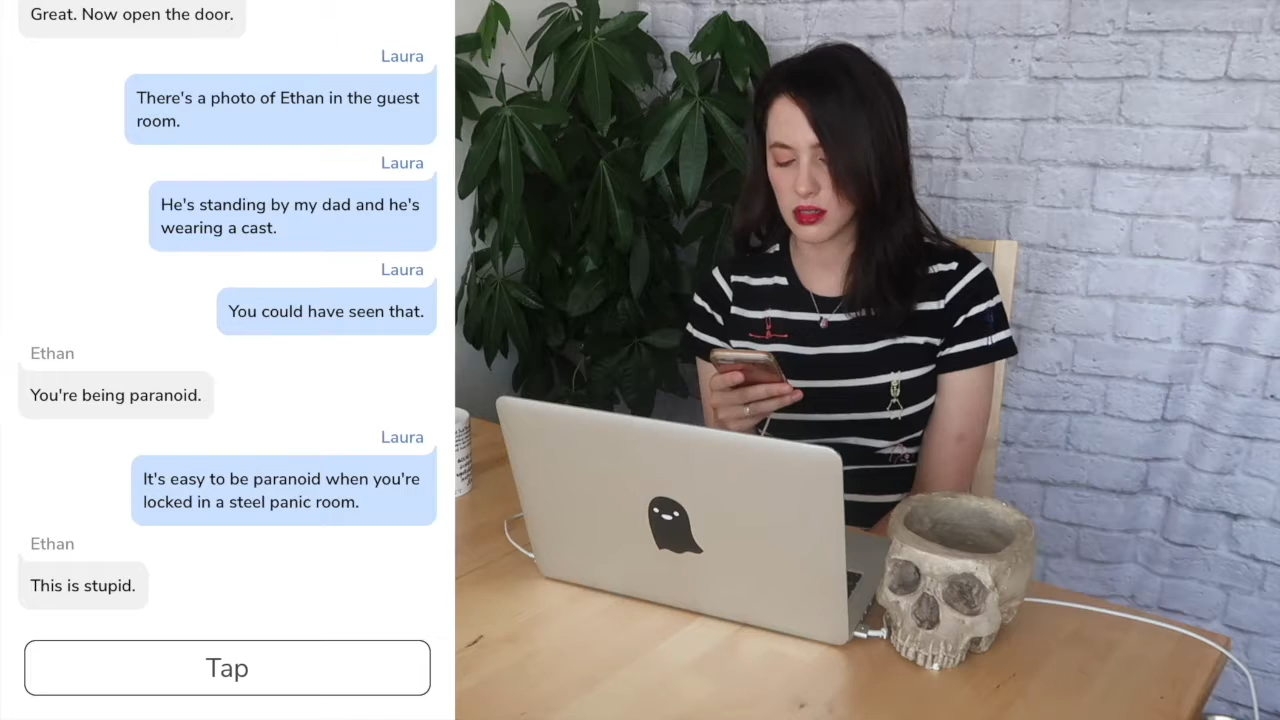 Great. Now open the door.
Laura
There's a photo of Ethan in the guest
room.
Laura
He's standing by my dad and he's
wearing a cast.
Laura
You could have seen that.
Ethan
You're being paranoid.
Laura
It's easy to be paranoid when you're
locked in a steel panic room.
Ethan
This is stupid.
Tap